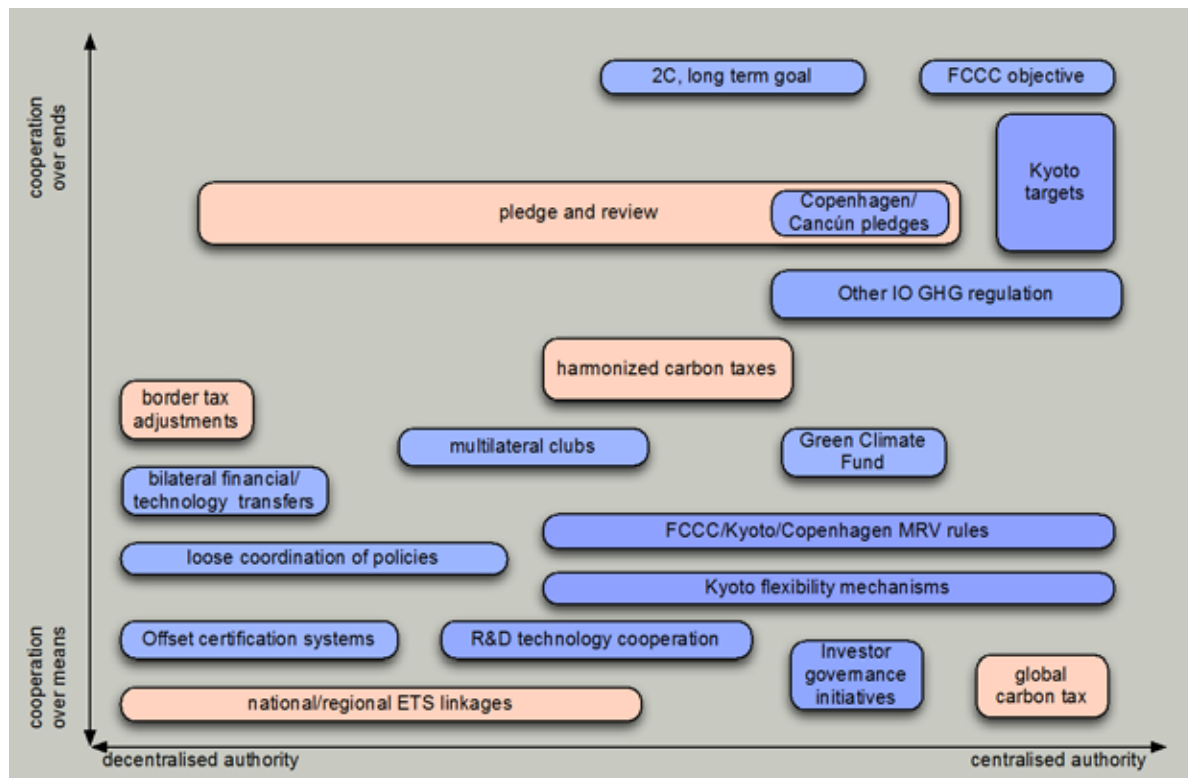 cooperation
over ends
2C, long term goal
FCCC objective
Kyoto
targets
pledge and review
Copenhagen/
Cancún pledges
Other IO GHG regulation
harmonized carbon taxes
border tax
adjustments
multilateral clubs
Green Climate
Fund
bilateral financial/
technology transfers
FCCC/Kyoto/Copenhagen MRV rules
loose coordination of policies
Kyoto flexibility mechanisms
cooperation
over means
Offset certification systems
R&D technology cooperation
Investor
governance
initiatives
global
carbon tax
national/regional ETS linkages
decentralised authority
centralised authority